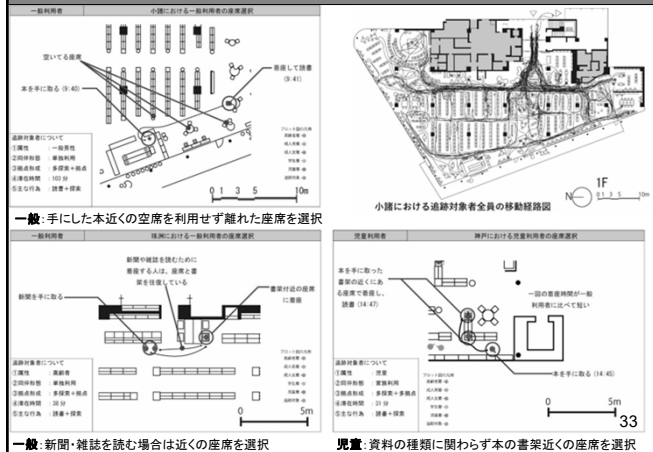 一般利用者
小諸における一般利用者の座席選択
空いてる座席
着座して読書
(9:41)
本を手に取る (9:40)
追跡対象者について
①属性 : 一般男性
②同伴形態 : 単独利用
③拠点形成 : 多探索+拠点
④滞在時間 : 103分
⑤主な行為 : 読書+探索
0 1 3 5 10m
一般:手にした本近くの空席を利用せず離れた座席を選択
1F
N
0 1 3 5 10m
小諸における追跡対象者全員の移動経路図
一般利用者
珠洲における一般利用者の座席選択
新聞や雑誌を読むために
着座する人は、座席と書
架を往復している
新聞を手に取る
書架付近の座席
に着座
追跡対象者について
①属性 : 高齢者
②同伴形態 : 単独利用
③拠点形成 : 多探索+拠点
④滞在時間 : 38分
⑤主な行為 : 読書+探索
0 5m
一般:新聞・雑誌を読む場合は近くの座席を選択
児童利用者
神戸における児童利用者の座席選択
本を手に取った
書架の近くにあ
る座席で着座し、
読書 (14:47)
一回の着座時間が一般
利用者に比べて短い
本を手に取る (14:45)
追跡対象者について
①属性 : 児童
②同伴形態 : 家族利用
③拠点形成 : 多探索+多拠点
④滞在時間 : 21分
⑤主な行為 : 読書+探索
0 5m
33
児童:資料の種類に関わらず本の書架近くの座席を選択